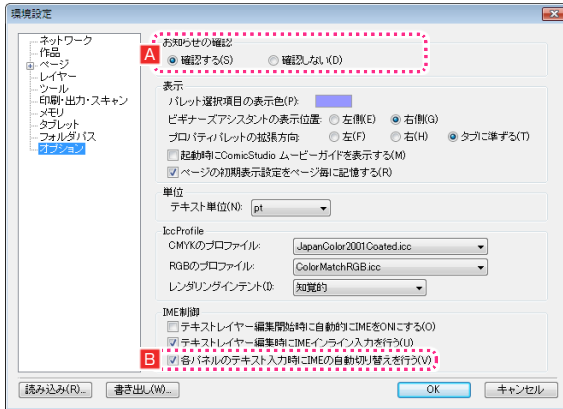 環境設定
ネットワーク
作品
ページ
レイヤー
ツール
印刷・出力・スキャン
メモリ
タブレット
フォルダパス
オプション
お知らせの確認
A 確認する(S) 確認しない(D)
表示
パレット選択項目の表示色(P):
ビギナーズアシスタントの表示位置: 左側(E) 右側(G)
プロパティパレットの拡張方向: 左(F) 右(H) タブに準ずる(T)
起動時にComicStudio ムービーガイドを表示する(M)
ページの初期表示設定をページ毎に記憶する(R)
単位
テキスト単位(N): pt
IccProfile
CMYKのプロファイル: JapanColor2001Coated.icc
RGBのプロファイル: ColorMatchRGB.icc
レンダリングインテント(I): 知覚的
IME制御
テキストレイヤー編集開始時に自動的にIMEをONにする(O)
テキストレイヤー編集時にIMEインライン入力を行う(U)
B 各パネルのテキスト入力時にIMEの自動切り替えを行う(V)
読み込み(R)... 書き出し(W)... OK キャンセル